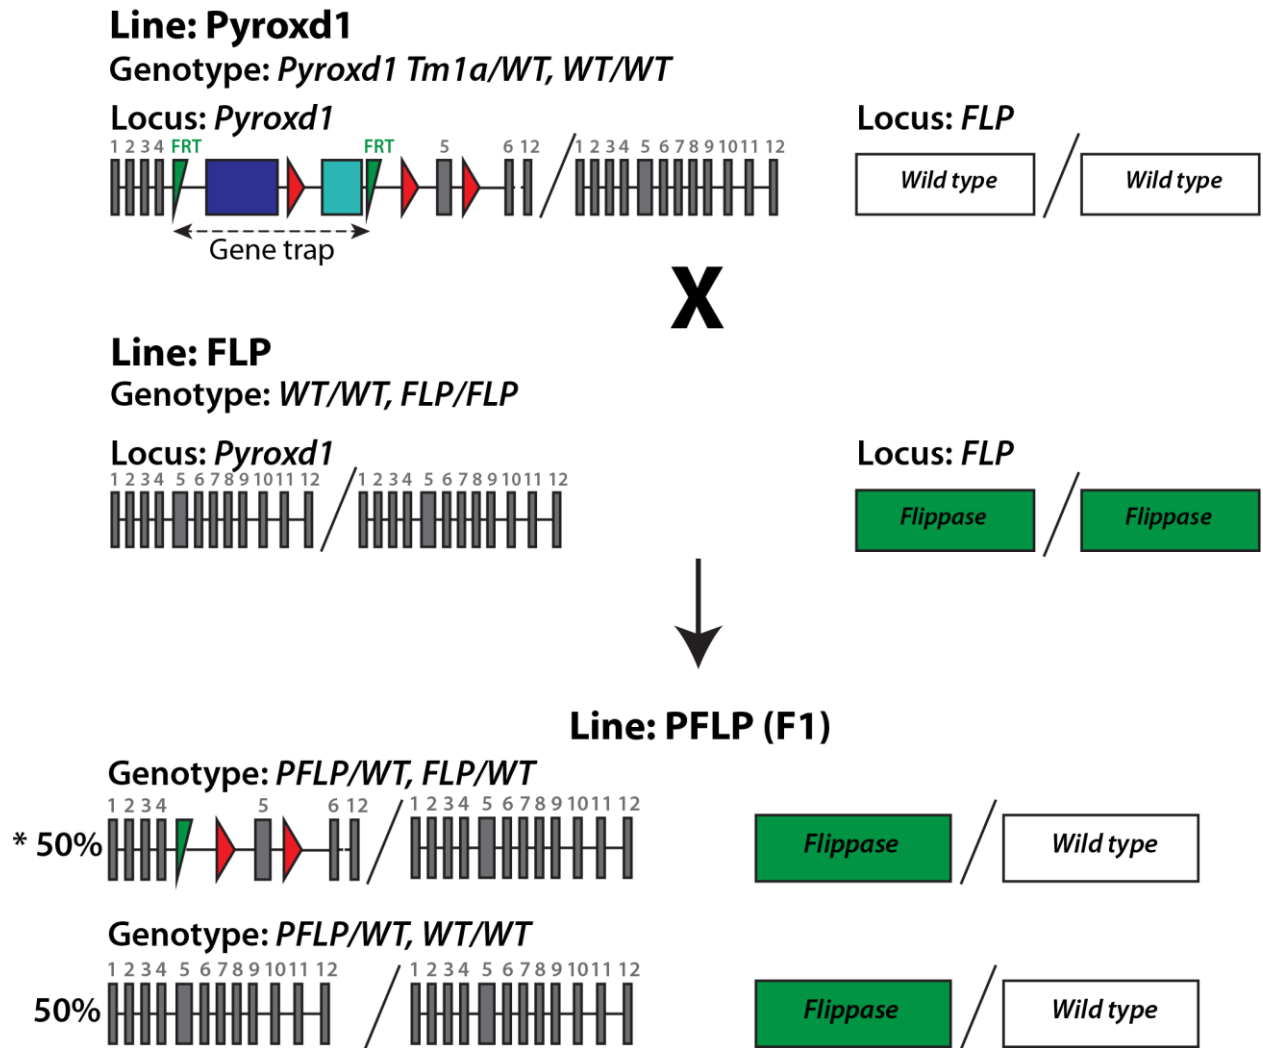 Line: Pyroxd1
Genotype: Pyroxd1 Tm1a/WT, WT/WT
Locus: Pyroxd1
Locus: FLP
1 2 3 4 FRT FRT 5 6 12 1 2 3 4 5 6 7 8 9 10 11 12
Wild type Wild type
Gene trap
X
Line: FLP
Genotype: WT/WT, FLP/FLP
Locus: Pyroxd1
Locus: FLP
1 2 3 4 5 6 7 8 9 10 11 12 1 2 3 4 5 6 7 8 9 10 11 12
Flippase Flippase
Line: PFLP (F1)
Genotype: PFLP/WT, FLP/WT
1 2 3 4 5 6 12 1 2 3 4 5 6 7 8 9 10 11 12
* 50% Flippase Wild type
Genotype: PFLP/WT, WT/WT
1 2 3 4 5 6 7 8 9 10 11 12 1 2 3 4 5 6 7 8 9 10 11 12
50% Flippase Wild type